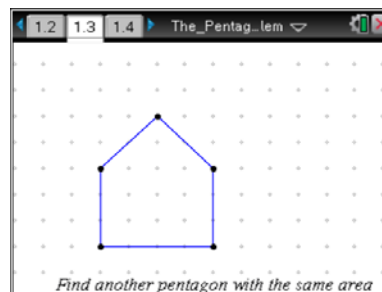 1.2 1.3 1.4 The_Pentag...lem
Find another pentagon with the same area